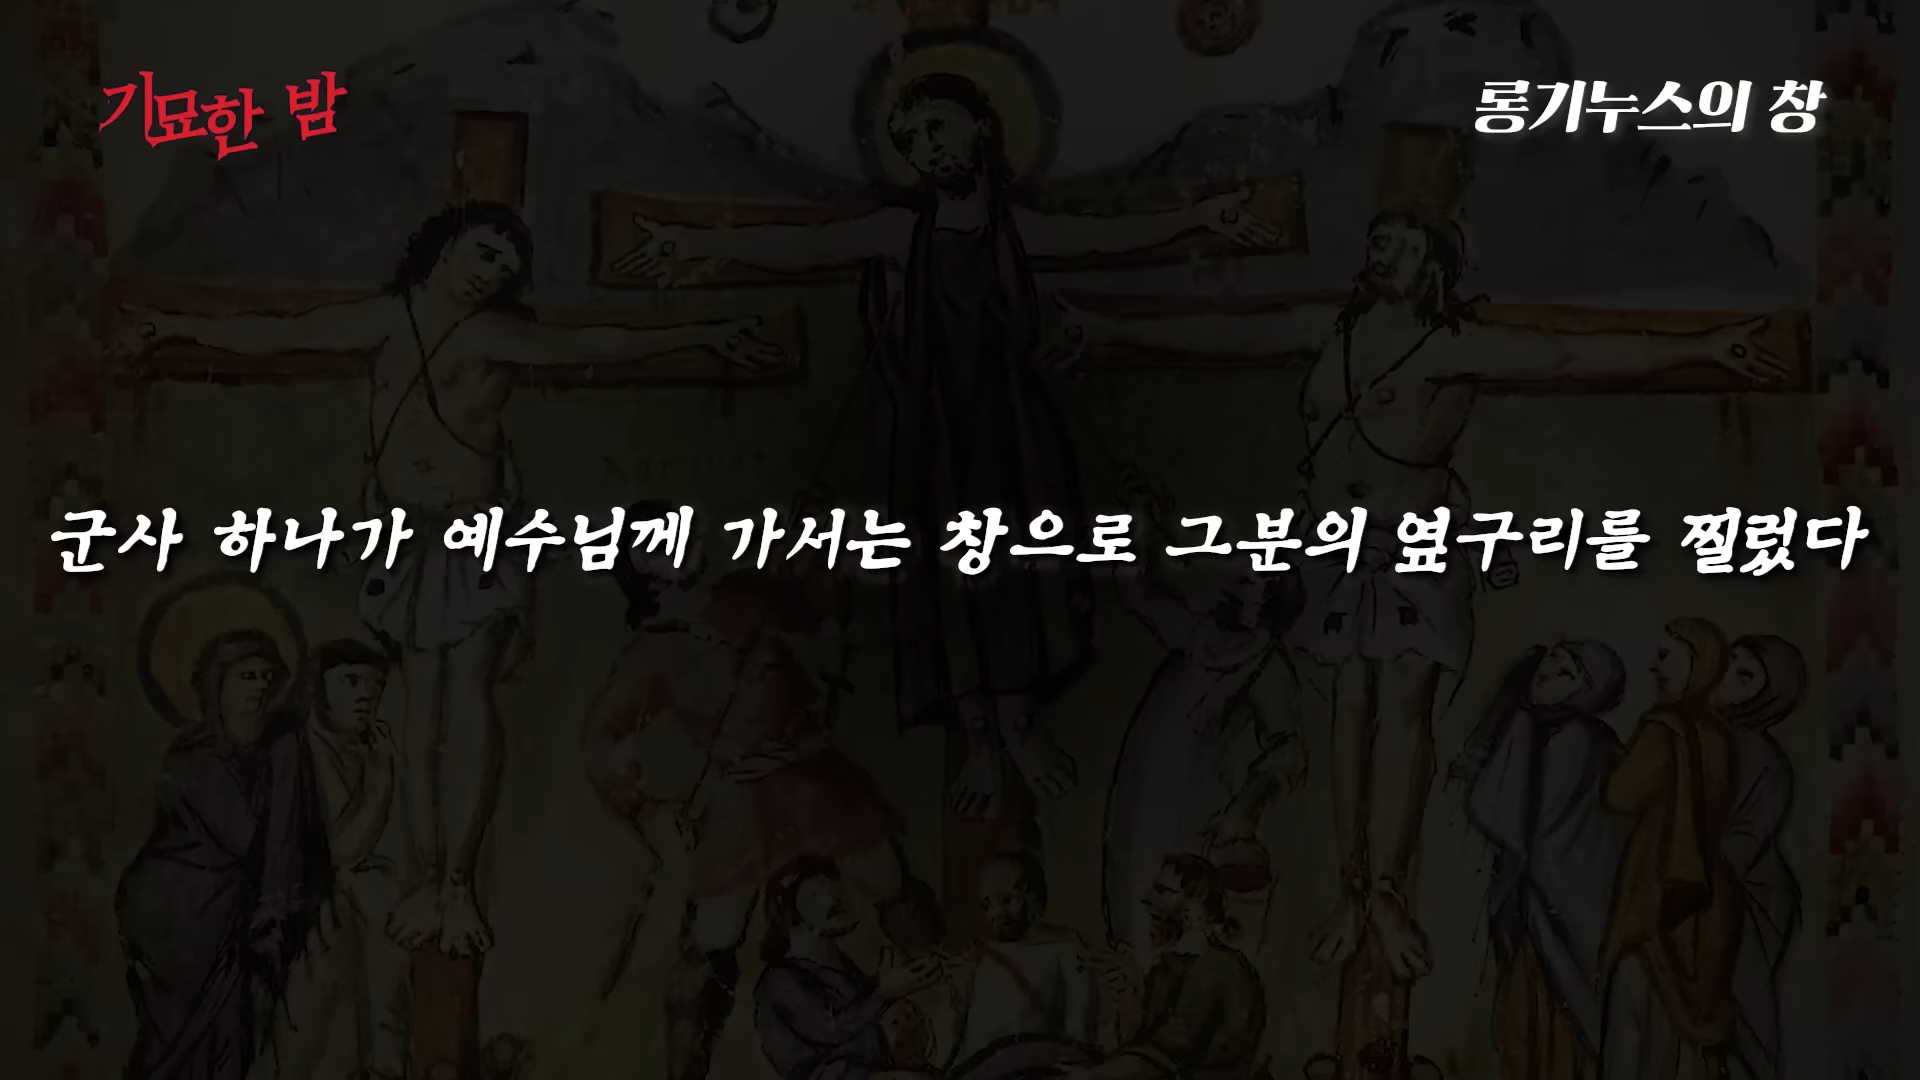 기묘한 밤
롱기누스의 창
군사 하나가 예수님께 가서는 창으로 그분의 옆구리를 찔렀다